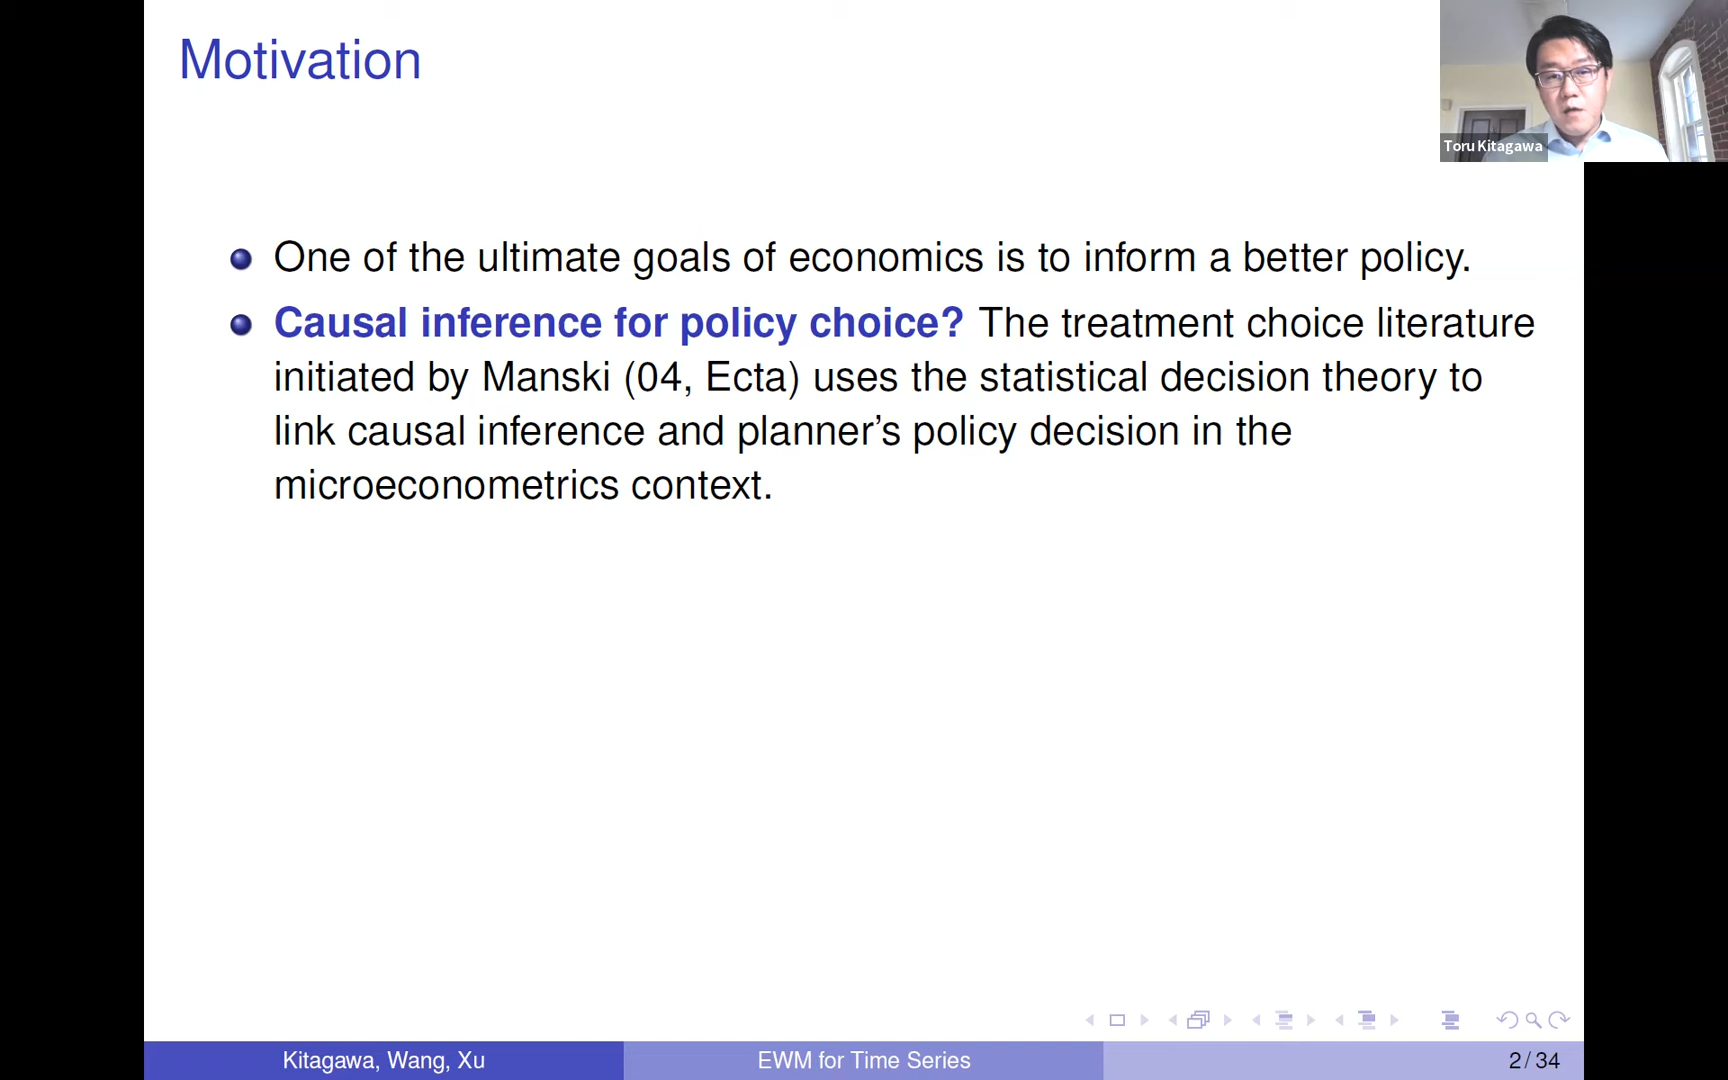 Motivation
Toru Kitagawa
One of the ultimate goals of economics is to inform a better policy.
Causal inference for policy choice? The treatment choice literature
initiated by Manski (04, Ecta) uses the statistical decision theory to
link causal inference and planner's policy decision in the
microeconometrics context.
Kitagawa, Wang, Xu
EWM for Time Series
2 / 34